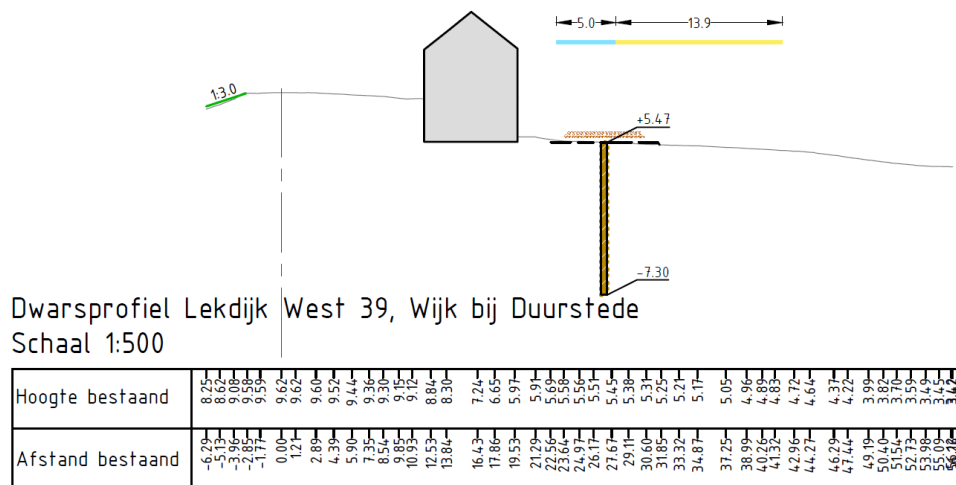 5.0 13.9
1:3.0
+5.47
-7.30
Dwarsprofiel Lekdijk West 39, Wijk bij Duurstede
Schaal 1:500
Hoogte bestaand 8.25 8.62 9.08 9.58 9.59 9.62 9.62 9.60 9.52 9.44 9.36 9.30 9.15 9.12 8.84 8.30 7.24 6.65 5.97 5.91 5.69 5.58 5.56 5.51 5.45 5.38 5.31 5.25 5.21 5.17 5.05 4.96 4.89 4.83 4.72 4.64 4.37 4.22 3.99 3.82 3.70 3.59 3.49 3.45
Afstand bestaand -6.29 -5.13 -3.96 -2.85 -1.77 0.00 1.21 2.89 4.39 5.90 7.35 8.54 9.85 10.93 12.53 13.84 16.43 17.86 19.53 21.29 22.56 23.64 24.97 26.17 27.67 29.11 30.60 31.85 33.32 34.87 37.25 38.99 40.26 41.32 42.96 44.27 46.29 47.44 49.19 50.40 51.54 52.73 53.98 55.09